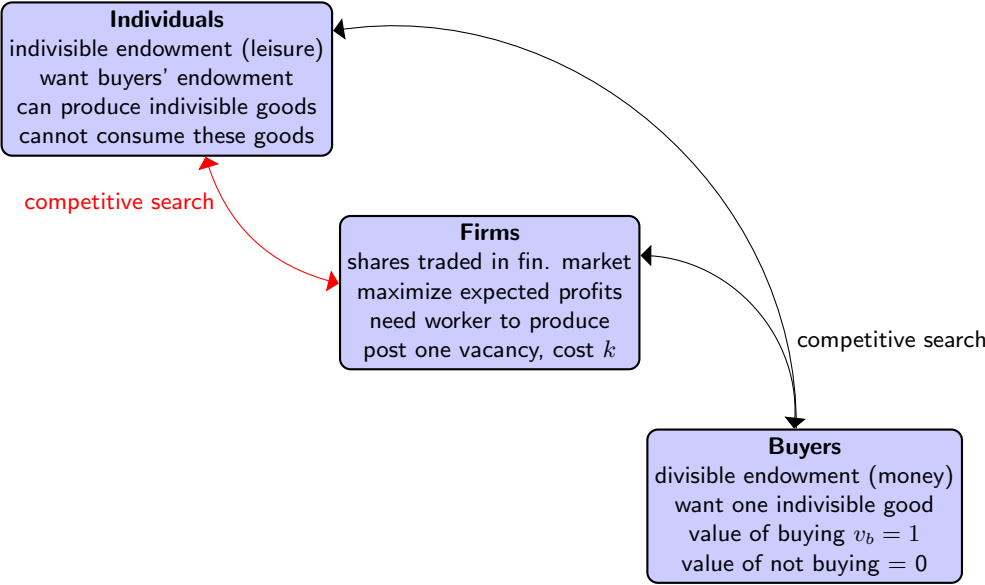 Individuals
indivisible endowment (leisure)
want buyers' endowment
can produce indivisible goods
cannot consume these goods
competitive search
Firms
shares traded in fin. market
maximize expected profits
need worker to produce
post one vacancy, cost k
competitive search
Buyers
divisible endowment (money)
want one indivisible good
value of buying v_b = 1
value of not buying = 0